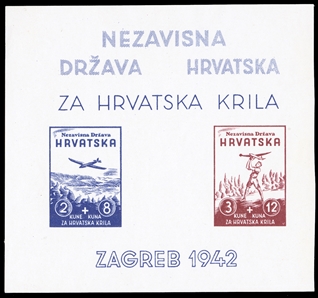 NEZAVISNA
DRŽAVA HRVATSKA
ZA HRVATSKA KRILA
Nezavisna Država
HRVATSKA
2 + 8
KUNE KUNA
ZA HRVATSKA KRILA
Nezavisna Država
HRVATSKA
3 + 12
KUNE KUNA
ZA HRVATSKA KRILA
ZAGREB 1942